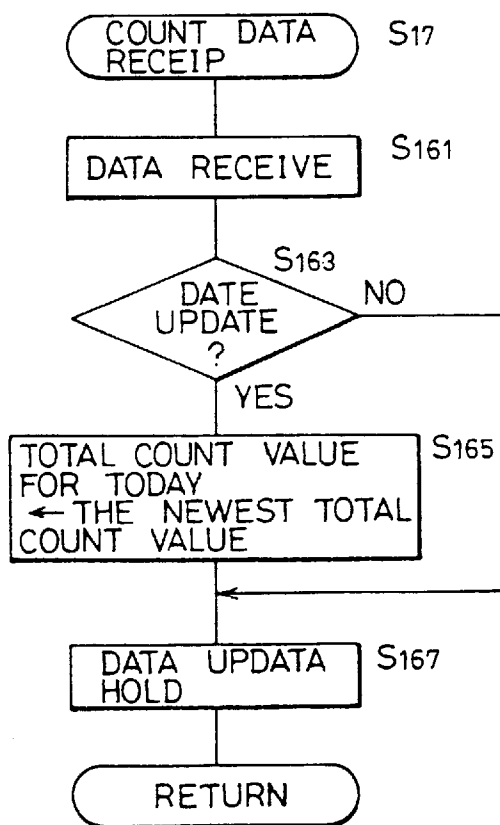 COUNT DATA
RECEIP
S17
DATA RECEIVE
S161
S163
DATE
UPDATE
?
NO
YES
TOTAL COUNT VALUE
FOR TODAY
← THE NEWEST TOTAL
COUNT VALUE
S165
DATA UPDATA
HOLD
S167
RETURN